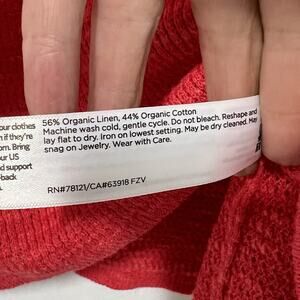 56% Organic Linen, 44% Organic Cotton
Machine wash cold, gentle cycle. Do not bleach. Reshape and
lay flat to dry. Iron on lowest setting. May be dry cleaned. May
snag on Jewelry. Wear with Care.
RN#78121/CA#63918 FZV
our clothes
if they're
orn. Bring
our US
d support
-back